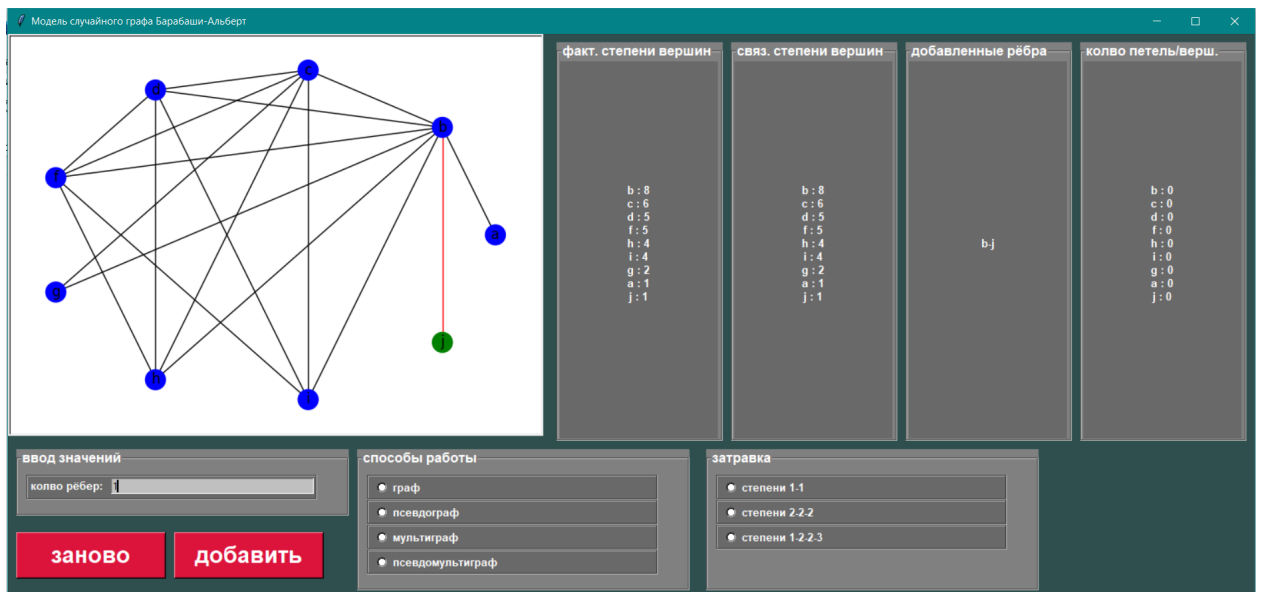 Модель случайного графа Барабаши-Альберт
c
d
b
f
a
g
j
h
i
факт. степени вершин
b : 8
c : 6
d : 5
f : 5
h : 4
i : 4
g : 2
a : 1
j : 1
связ. степени вершин
b : 8
c : 6
d : 5
f : 5
h : 4
i : 4
g : 2
a : 1
j : 1
добавленные рёбра
b-j
колво петель/верш.
b : 0
c : 0
d : 0
f : 0
h : 0
i : 0
g : 0
a : 0
j : 0
ввод значений
колво рёбер: 1
заново
добавить
способы работы
граф
псевдограф
мультиграф
псевдомультиграф
затравка
степени 1-1
степени 2-2-2
степени 1-2-2-3